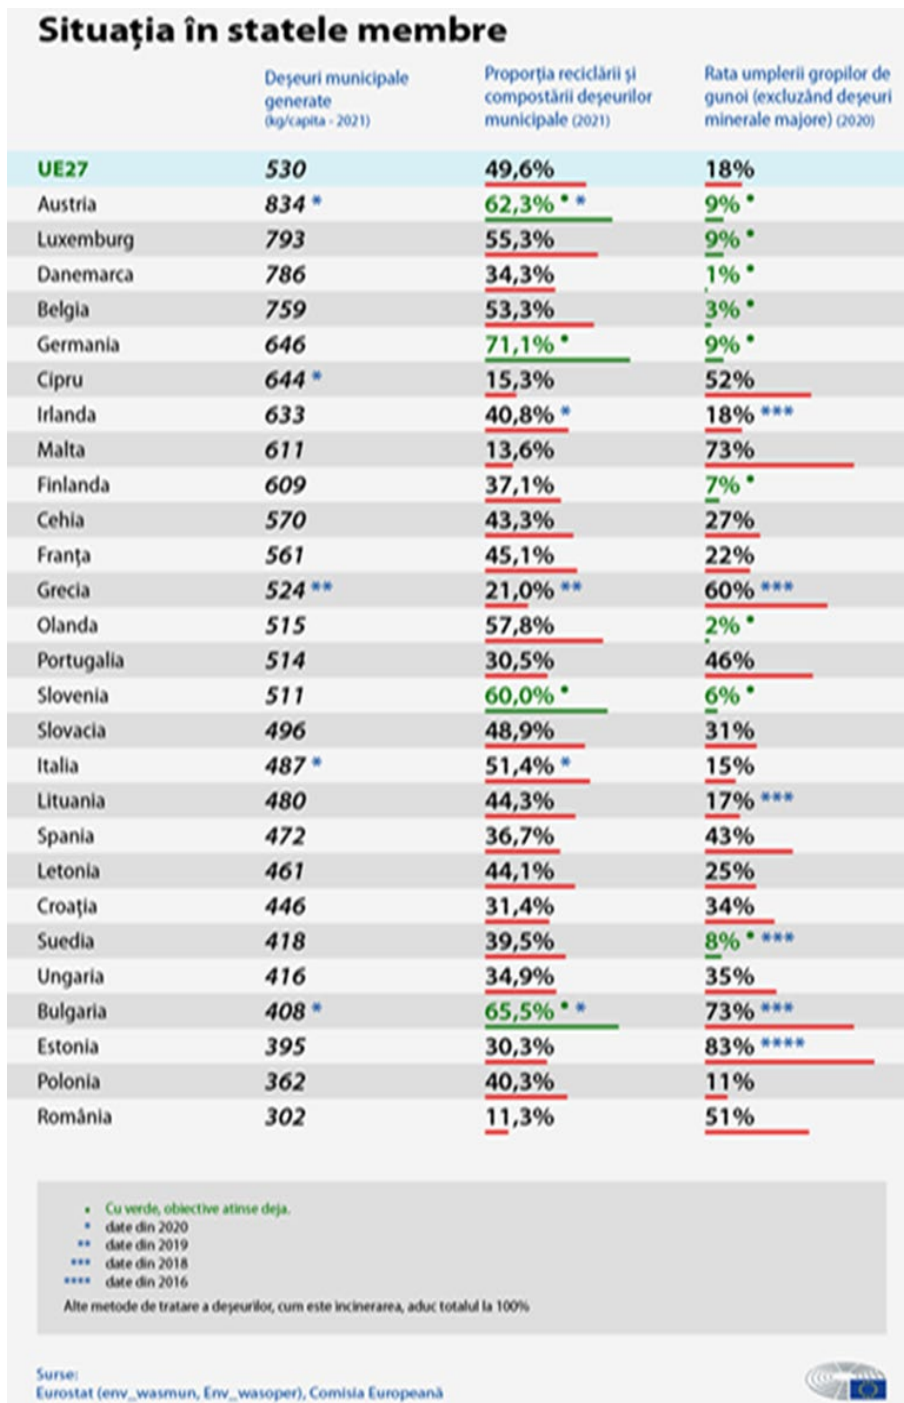 Situația în statele membre
Deșeuri municipale
generate
(kg/capita - 2021)
Proporția reciclării și
compostării deșeurilor
municipale (2021)
Rata umplerii gropilor de
gunoi (excluzând deșeuri
minerale majore) (2020)
UE27 530 49,6% 18%
Austria 834 * 62,3% • * 9% •
Luxemburg 793 55,3% 9% •
Danemarca 786 34,3% 1% •
Belgia 759 53,3% 3% •
Germania 646 71,1% • 9% •
Cipru 644 * 15,3% 52%
Irlanda 633 40,8% * 18% ***
Malta 611 13,6% 73%
Finlanda 609 37,1% 7% •
Cehia 570 43,3% 27%
Franța 561 45,1% 22%
Grecia 524 ** 21,0% ** 60% ***
Olanda 515 57,8% 2% •
Portugalia 514 30,5% 46%
Slovenia 511 60,0% • 6% •
Slovacia 496 48,9% 31%
Italia 487 * 51,4% * 15%
Lituania 480 44,3% 17% ***
Spania 472 36,7% 43%
Letonia 461 44,1% 25%
Croația 446 31,4% 34%
Suedia 418 39,5% 8% • ***
Ungaria 416 34,9% 35%
Bulgaria 408 * 65,5% • * 73% ***
Estonia 395 30,3% 83% ****
Polonia 362 40,3% 11%
România 302 11,3% 51%
• Cu verde, obiective atinse deja.
* date din 2020
** date din 2019
*** date din 2018
**** date din 2016
Alte metode de tratare a deșeurilor, cum este incinerarea, aduc totalul la 100%
Surse:
Eurostat (env_wasmun, Env_wasoper), Comisia Europeană